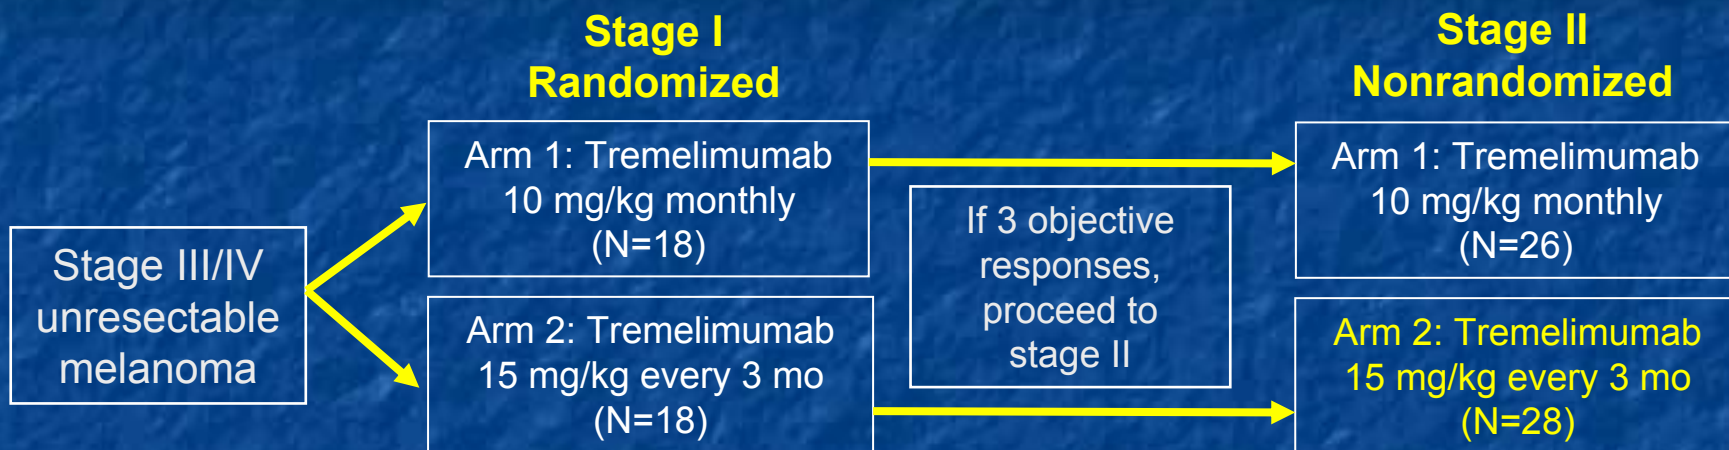 Stage I
Randomized
Stage II
Nonrandomized
Stage III/IV
unresectable
melanoma
Arm 1: Tremelimumab
10 mg/kg monthly
(N=18)
Arm 2: Tremelimumab
15 mg/kg every 3 mo
(N=18)
If 3 objective
responses,
proceed to
stage II
Arm 1: Tremelimumab
10 mg/kg monthly
(N=26)
Arm 2: Tremelimumab
15 mg/kg every 3 mo
(N=28)